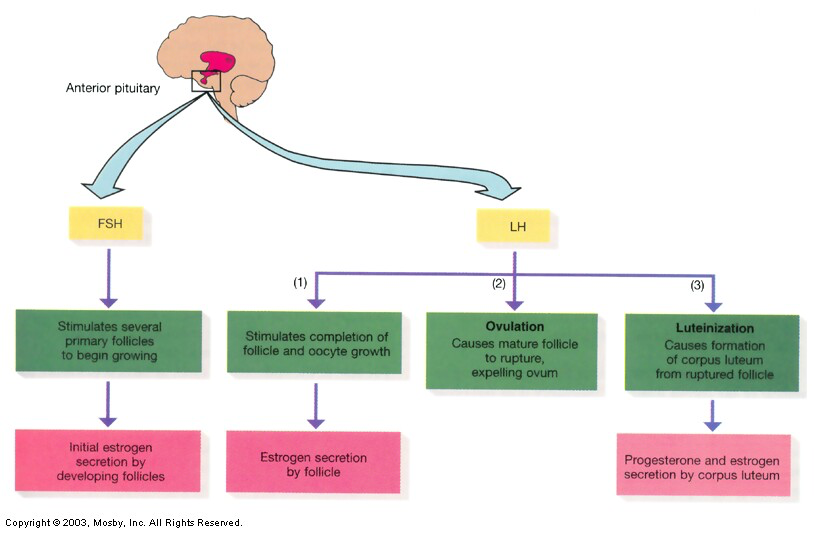 Anterior pituitary
FSH
LH
(1)
(2)
(3)
Stimulates several
primary follicles
to begin growing
Stimulates completion of
follicle and oocyte growth
Ovulation
Causes mature follicle
to rupture,
expelling ovum
Luteinization
Causes formation
of corpus luteum
from ruptured follicle
Initial estrogen
secretion by
developing follicles
Estrogen secretion
by follicle
Progesterone and estrogen
secretion by corpus luteum
Copyright © 2003, Mosby, Inc. All Rights Reserved.